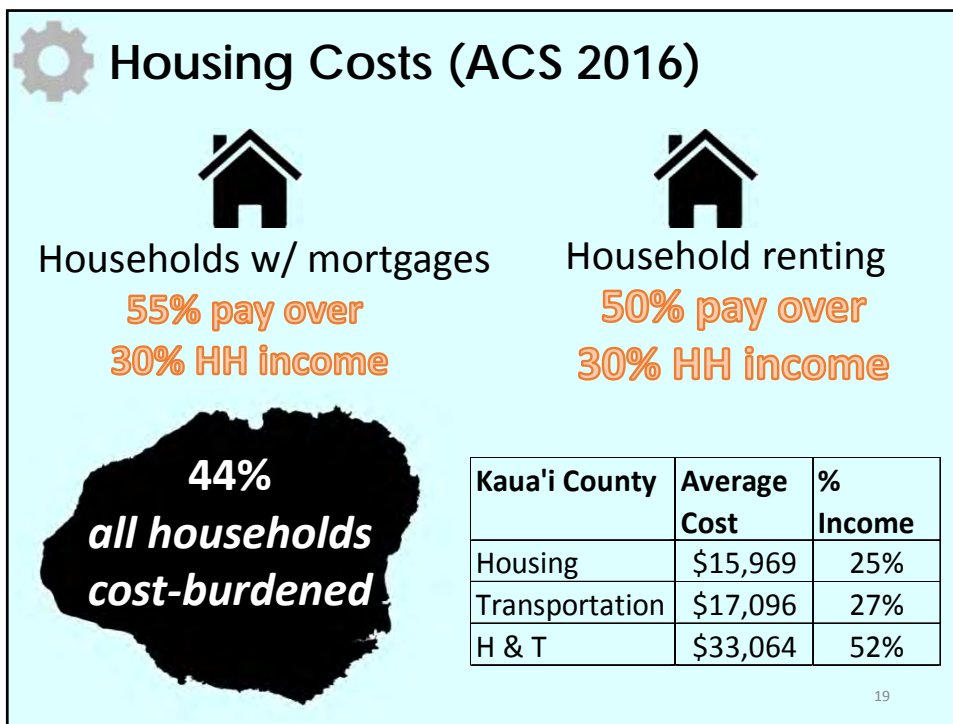 Housing Costs (ACS 2016)
Households w/ mortgages
55% pay over
30% HH income
Household renting
50% pay over
30% HH income
44%
all households
cost-burdened
Kaua'i County Average Cost % Income
Housing $15,969 25%
Transportation $17,096 27%
H & T $33,064 52%
19